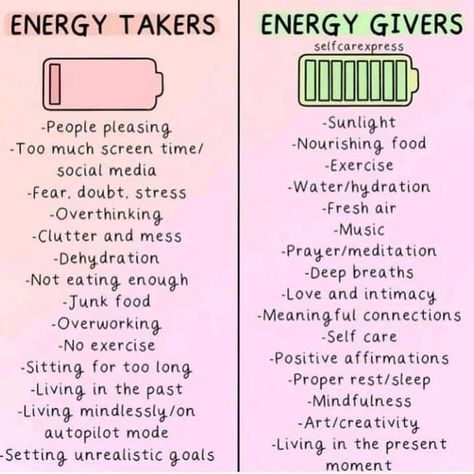 ENERGY TAKERS
-People pleasing
-Too much screen time/
social media
-Fear, doubt, stress
-Overthinking
-Clutter and mess
-Dehydration
-Not eating enough
-Junk food
-Overworking
-No exercise
-Sitting for too long
-Living in the past
-Living mindlessly/on
autopilot mode
-Setting unrealistic goals
ENERGY GIVERS
selfcarexpress
-Sunlight
-Nourishing food
-Exercise
-Water/hydration
-Fresh air
-Music
-Prayer/meditation
-Deep breaths
-Love and intimacy
-Meaningful connections
-Self care
-Positive affirmations
-Proper rest/sleep
-Mindfulness
-Art/creativity
-Living in the present
moment